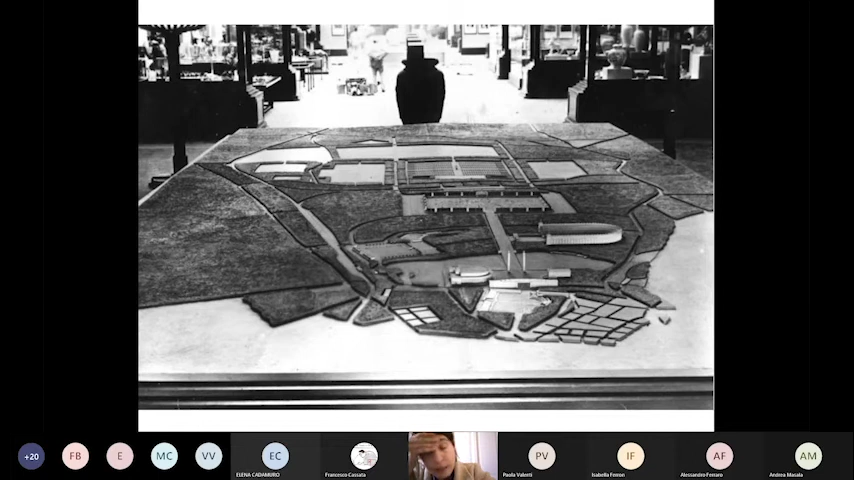 +20
FB
E
MC
VV
EC
ELENA CADAMURO
Francesco Cassata
PV
Paola Valenti
IF
Isabella Ferron
AF
Alessandro Ferraro
AM
Andrea Masala